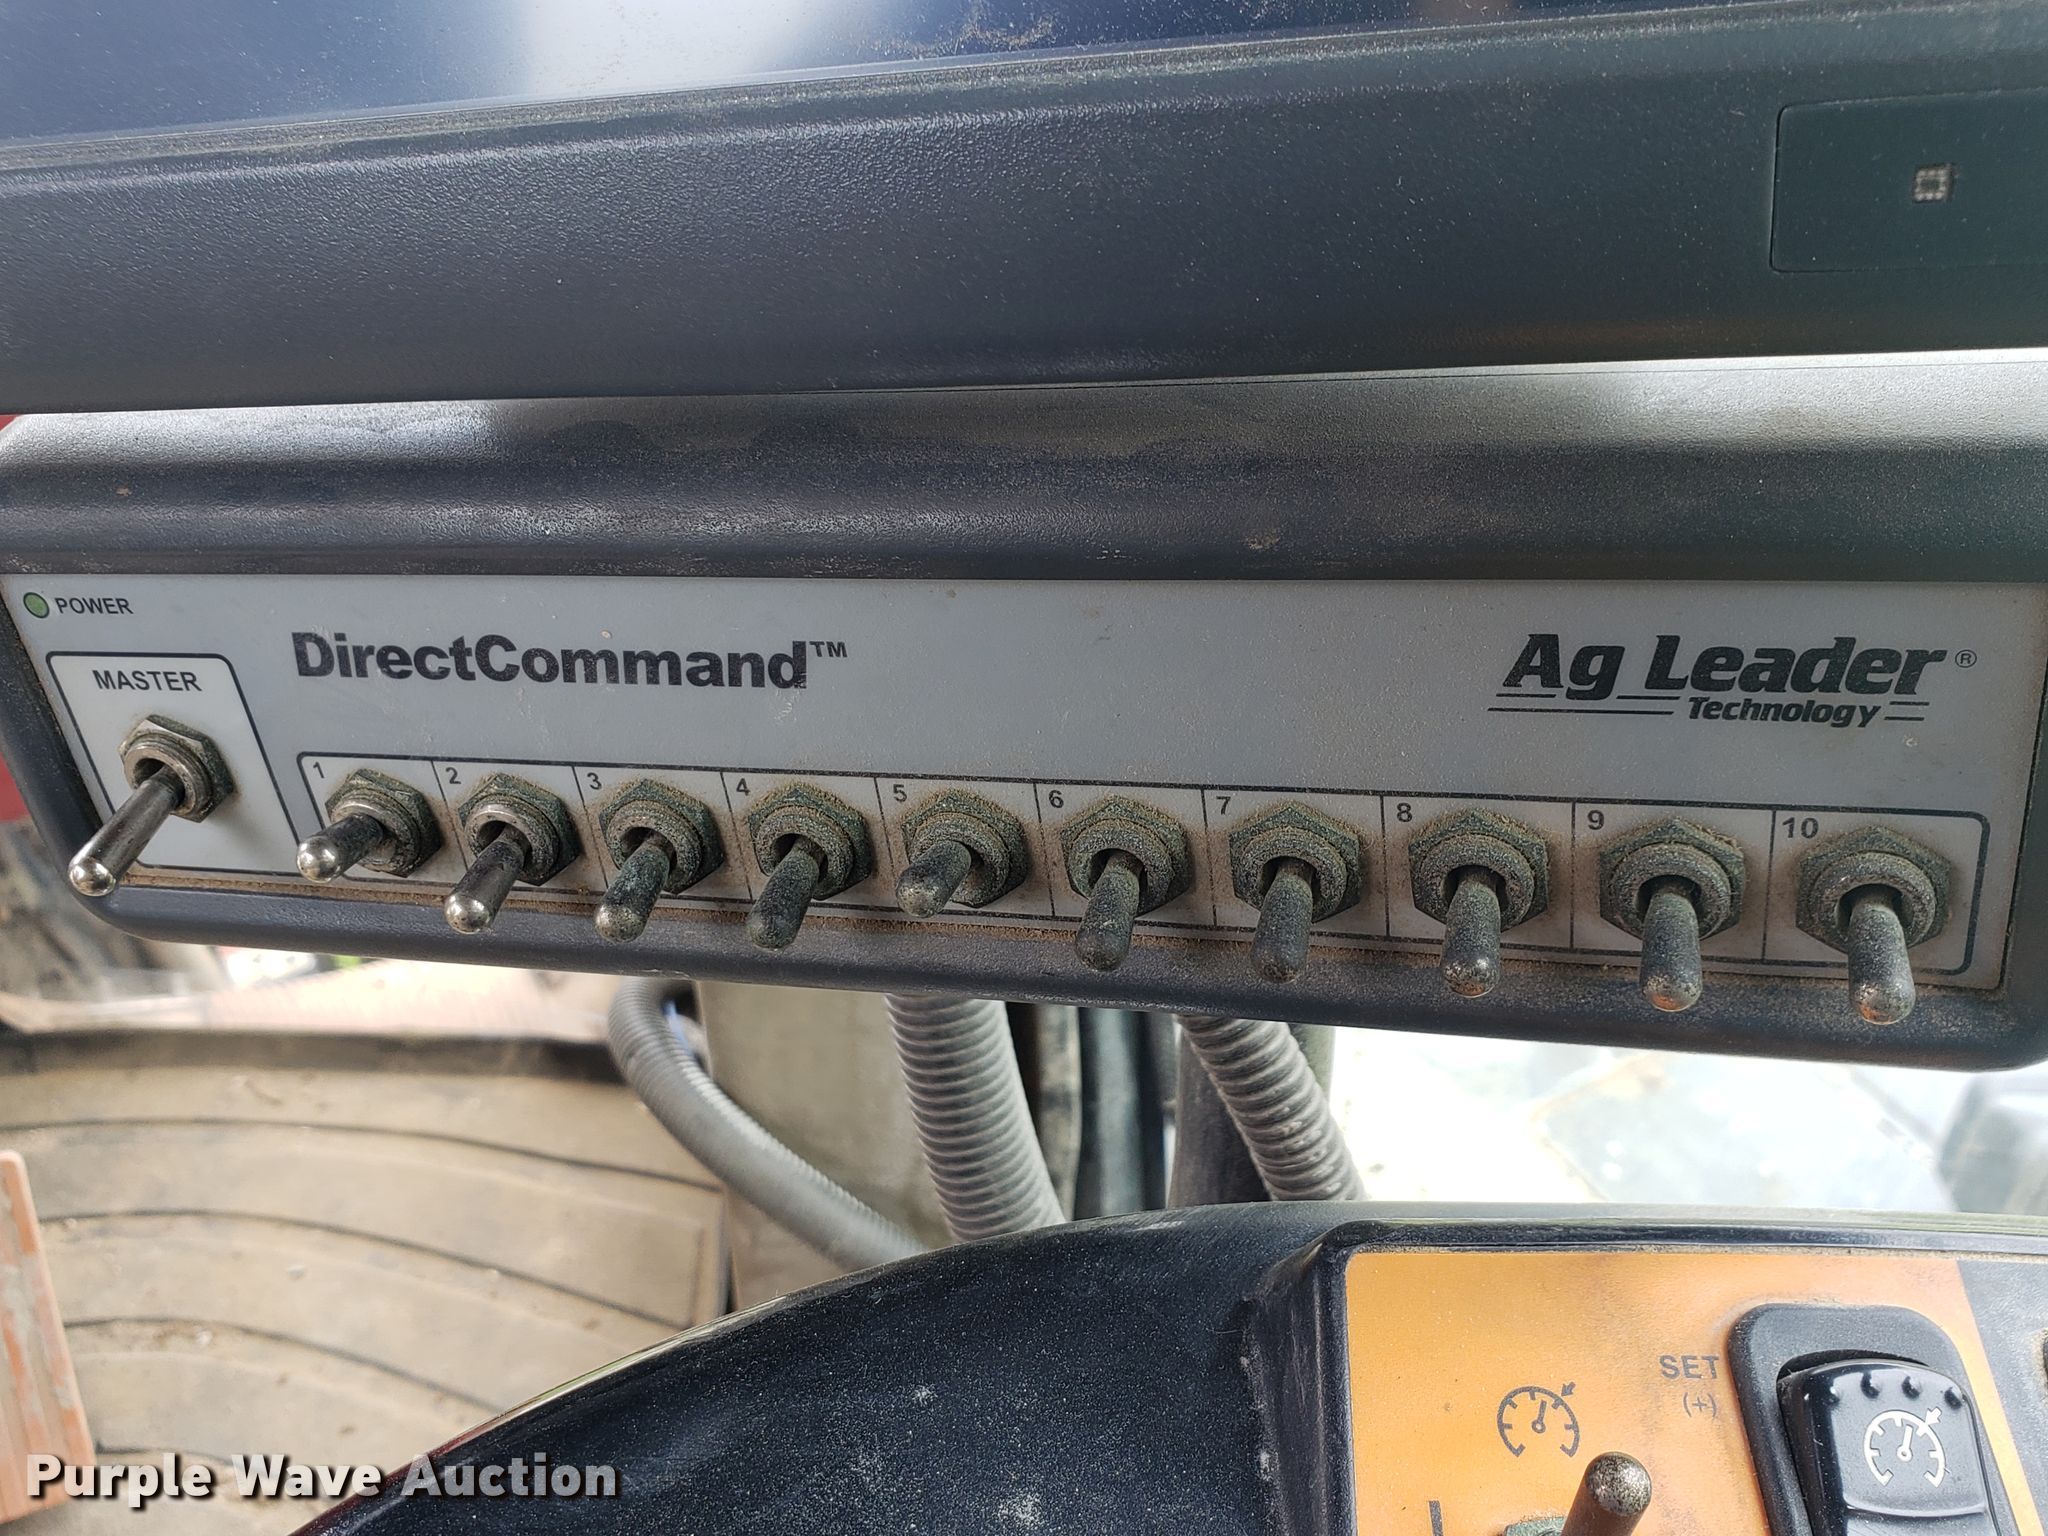 POWER
MASTER
DirectCommand™
Ag Leader®
Technology
1 2 3 4 5 6 7 8 9 10
SET
(+)
Purple Wave Auction